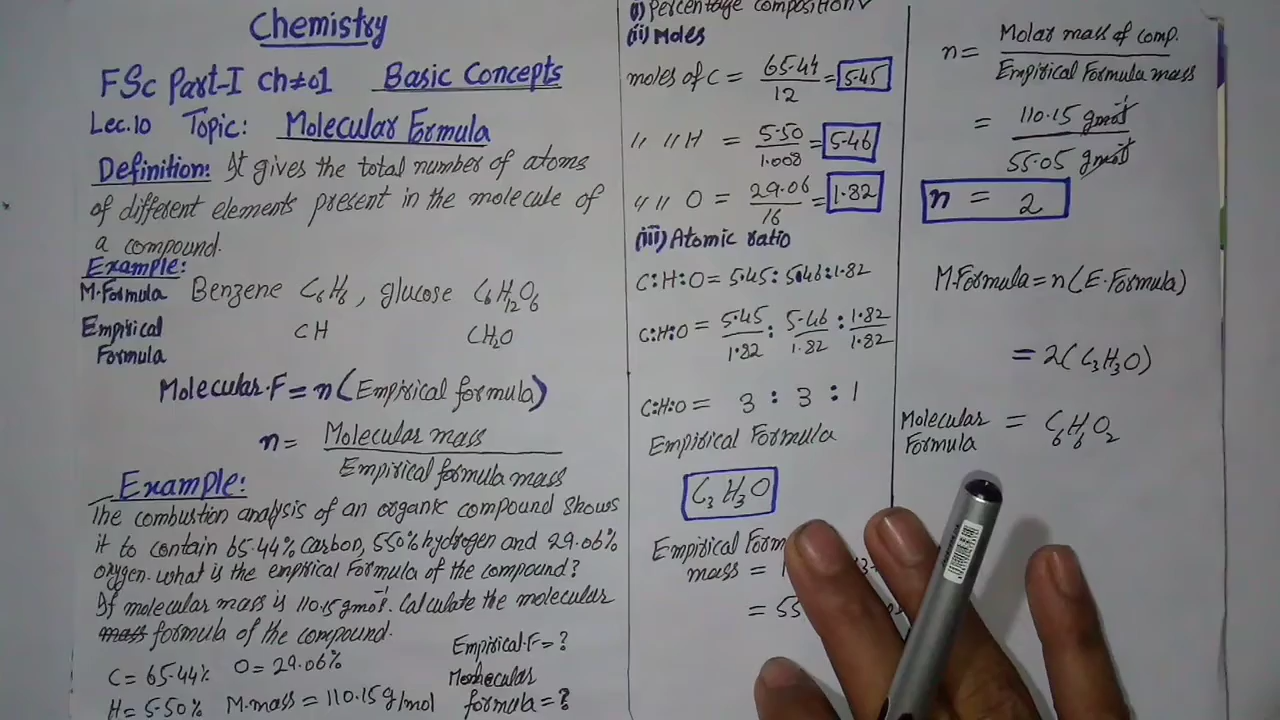 Chemistry
FSc Part-I Ch#01 Basic Concepts
Lec.10 Topic: Molecular Formula
Definition: It gives the total number of atoms
of different elements present in the molecule of
a compound.
Example:
M.Formula Benzene C₆H₆, glucose C₆H₁₂O₆
Empirical CH CH₂O
Formula
Molecular.F = n(Empirical formula)
n = Molecular mass
Empirical formula mass
Example:
The combustion analysis of an organic compound shows
it to contain 65.44% carbon, 5.50% hydrogen and 29.06%
oxygen. what is the emprical Formula of the compound?
If molecular mass is 110.15 gmol⁻¹. Calculate the molecular
mass formula of the compound.
C = 65.44% O = 29.06% Empirical.F = ?
H = 5.50% M.mass = 110.15 g/mol Molecular
formula = ?
(i) Percentage composition ✓
(ii) Moles
moles of C = 65.44 / 12 = 5.45
〃 〃 H = 5.50 / 1.008 = 5.46
〃 〃 O = 29.06 / 16 = 1.82
(iii) Atomic ratio
C:H:O = 5.45 : 5.46 : 1.82
C:H:O = 5.45 / 1.82 : 5.46 / 1.82 : 1.82 / 1.82
C:H:O = 3 : 3 : 1
Empirical Formula
C₃H₃O
Empirical
mass =
= 55
n = Molar mass of comp.
Empirical Formula mass
= 110.15 gmol⁻¹
55.05 gmol⁻¹
n = 2
M.Formula = n(E.Formula)
= 2(C₃H₃O)
Molecular = C₆H₆O₂
Formula